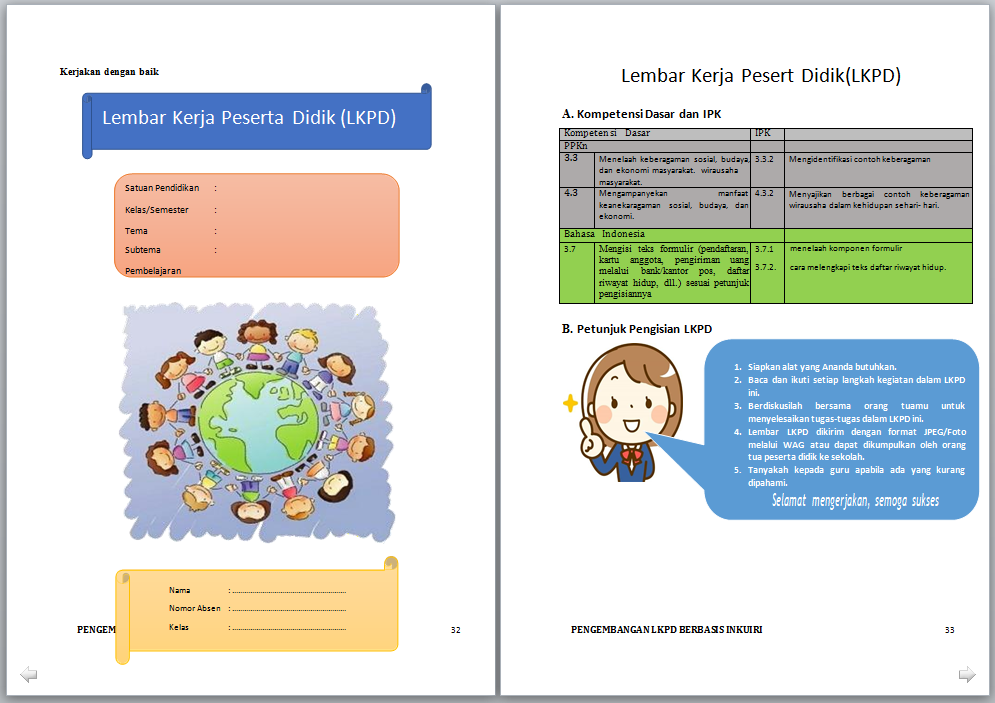 Kerjakan dengan baik
Lembar Kerja Peserta Didik (LKPD)
Satuan Pendidikan :
Kelas/Semester :
Tema :
Subtema :
Pembelajaran
Nama : ..........................................
Nomor Absen : ..........................................
Kelas : ..........................................
PENGEM
32
Lembar Kerja Pesert Didik(LKPD)
A. Kompetensi Dasar dan IPK
Kompetensi Dasar IPK
PPKn
3.3 Menelaah keberagaman sosial, budaya, 3.3.2 Mengidentifikasi contoh keberagaman
dan ekonomi masyarakat. wirausaha
masyarakat.
4.3 Mengampanyekan manfaat 4.3.2 Menyajikan berbagai contoh keberagaman
keanekaragaman sosial, budaya, dan wirausaha dalam kehidupan sehari- hari.
ekonomi.
Bahasa Indonesia
3.7 Mengisi teks formulir (pendaftaran, 3.7.1 menelaah komponen formulir
kartu anggota, pengiriman uang
melalui bank/kantor pos, daftar 3.7.2. cara melengkapi teks daftar riwayat hidup.
riwayat hidup, dll.) sesuai petunjuk
pengisiannya
B. Petunjuk Pengisian LKPD
1. Siapkan alat yang Ananda butuhkan.
2. Baca dan ikuti setiap langkah kegiatan dalam LKPD
ini.
3. Berdiskusilah bersama orang tuamu untuk
menyelesaikan tugas-tugas dalam LKPD ini.
4. Lembar LKPD dikirim dengan format JPEG/Foto
melalui WAG atau dapat dikumpulkan oleh orang
tua peserta didik ke sekolah.
5. Tanyakah kepada guru apabila ada yang kurang
dipahami.
Selamat mengerjakan, semoga sukses
PENGEMBANGAN LKPD BERBASIS INKUIRI
33